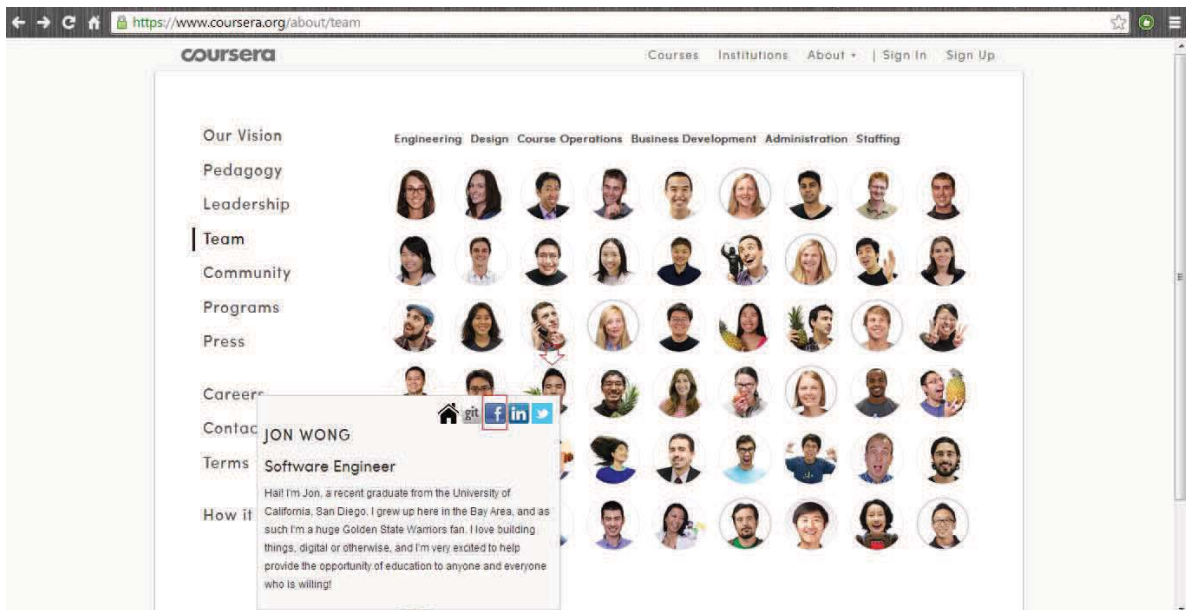 https://www.coursera.org/about/team
coursera
Courses Institutions About | Sign In Sign Up
Our Vision
Pedagogy
Leadership
Team
Community
Programs
Press
Careers
Contac
Terms
How it
Engineering Design Course Operations Business Development Administration Staffing
git f in
JON WONG
Software Engineer
Hai! I'm Jon, a recent graduate from the University of
California, San Diego. I grew up here in the Bay Area, and as
such I'm a huge Golden State Warriors fan. I love building
things, digital or otherwise, and I'm very excited to help
provide the opportunity of education to anyone and everyone
who is willing!